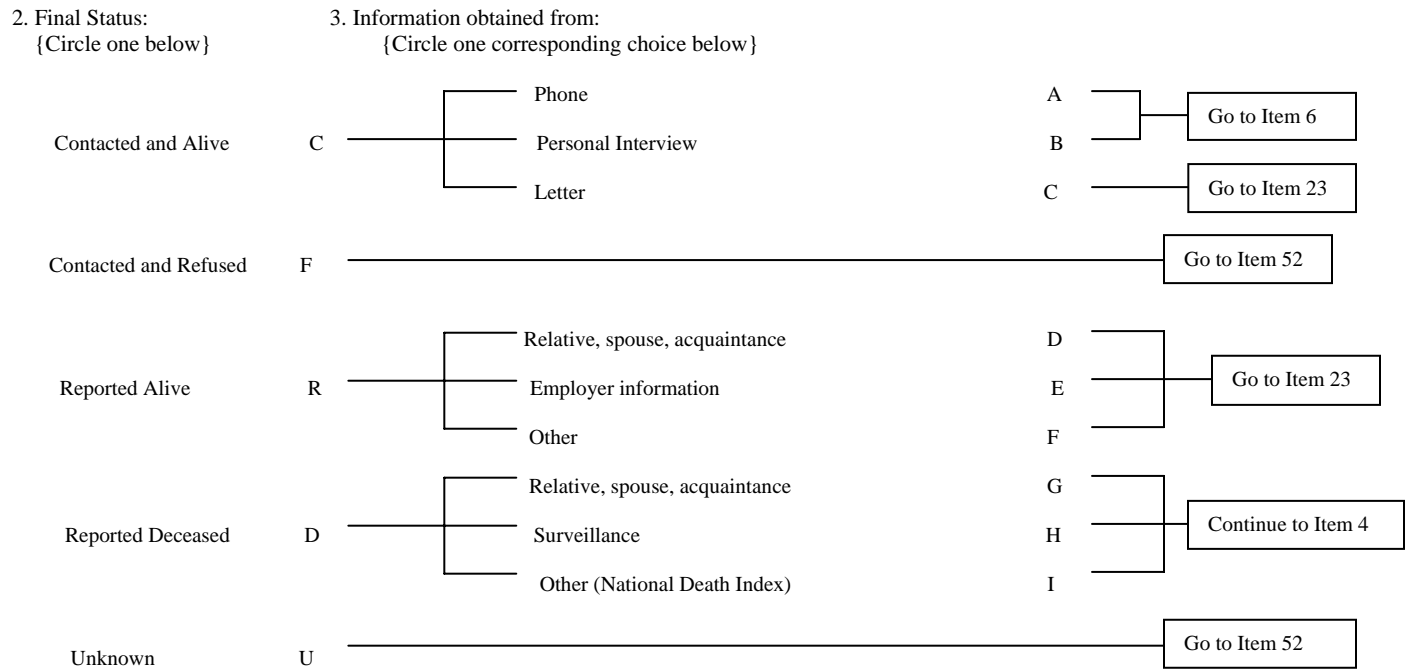 2. Final Status: 3. Information obtained from:
{Circle one below} {Circle one corresponding choice below}
Phone A
Go to Item 6
Contacted and Alive C Personal Interview B
Letter C Go to Item 23
Contacted and Refused F Go to Item 52
Relative, spouse, acquaintance D
Reported Alive R Employer information E Go to Item 23
Other F
Relative, spouse, acquaintance G
Reported Deceased D Surveillance H Continue to Item 4
Other (National Death Index) I
Unknown U Go to Item 52